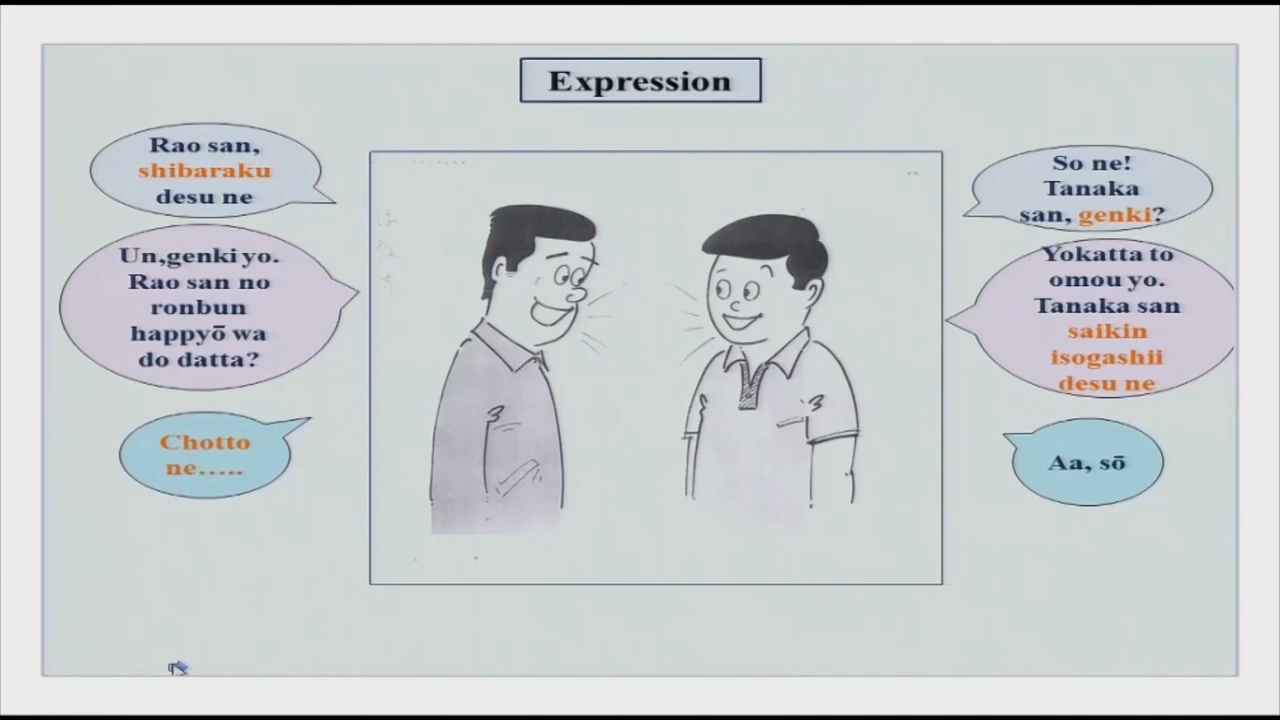 Expression
Rao san,
shibaraku
desu ne
So ne!
Tanaka
san, genki?
Un,genki yo.
Rao san no
ronbun
happyō wa
do datta?
Yokatta to
omou yo.
Tanaka san
saikin
isogashii
desu ne
Chotto
ne.....
Aa, sō